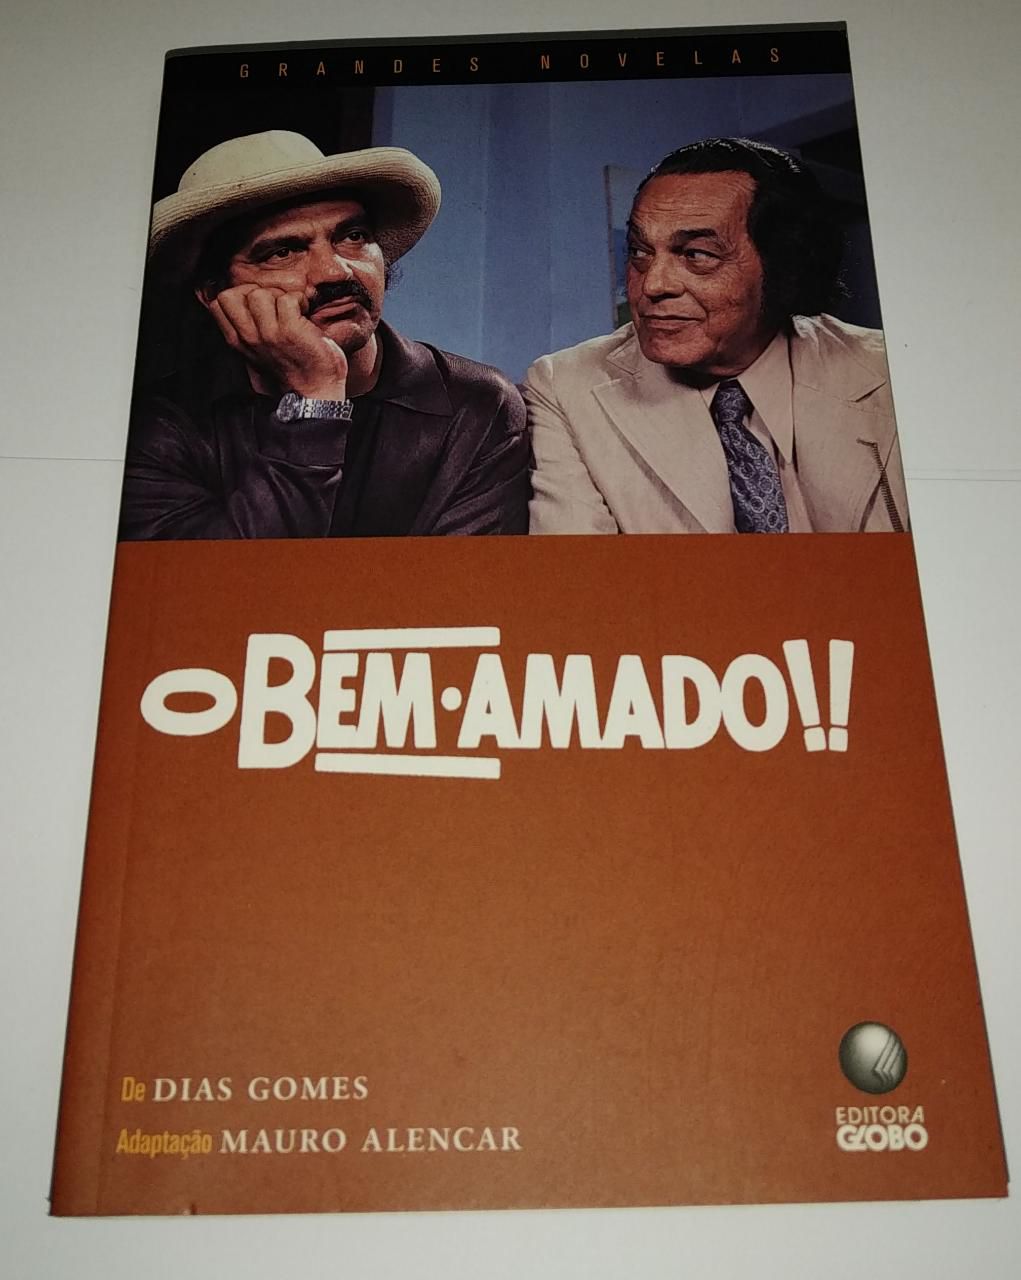 GRANDES NOVELAS
O BEM·AMADO!!
De DIAS GOMES
Adaptação MAURO ALENCAR
EDITORA
GLOBO